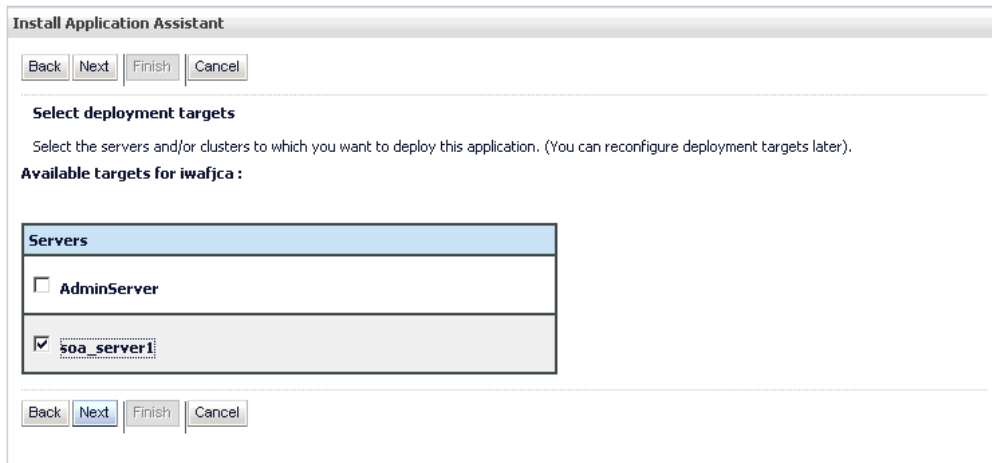 Install Application Assistant
Back Next Finish Cancel
Select deployment targets
Select the servers and/or clusters to which you want to deploy this application. (You can reconfigure deployment targets later).
Available targets for iwafjca :
Servers
AdminServer
soa_server1
Back Next Finish Cancel